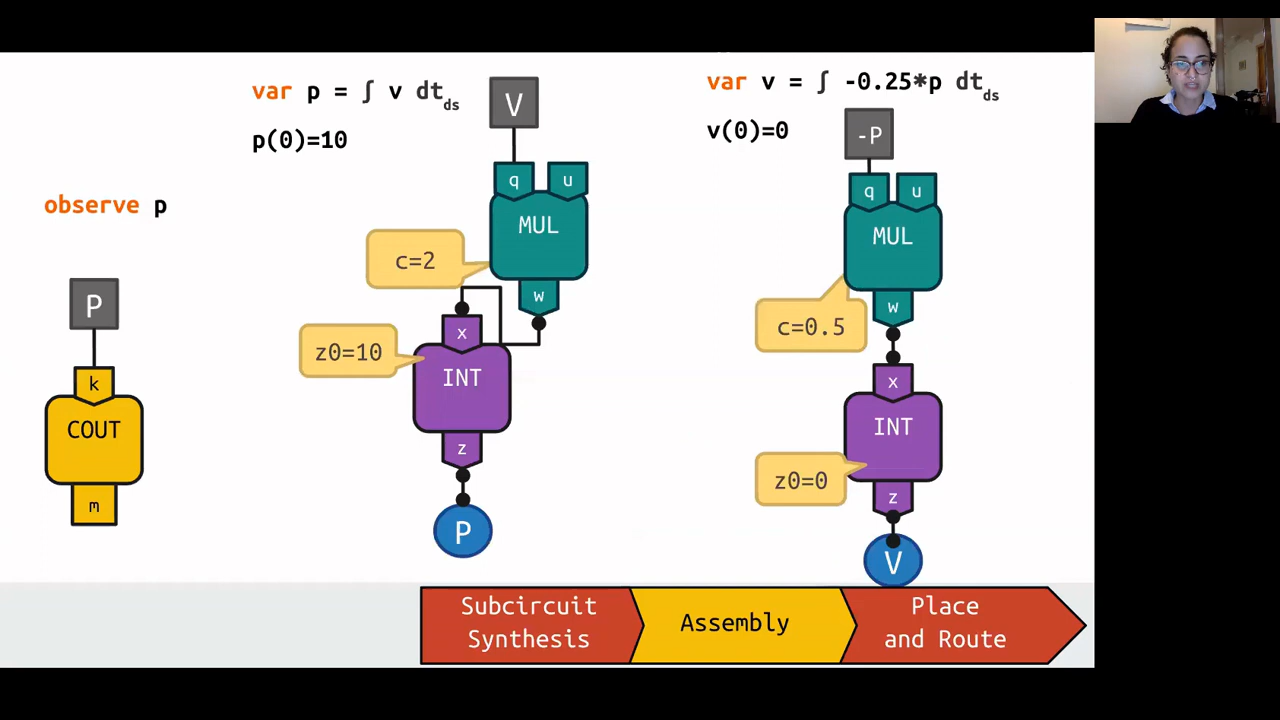 var p = ∫ v dt ds
p(0)=10
observe p
P
k
COUT
m
V
q u
MUL
c=2
w
x
z0=10
INT
z
P
var v = ∫ -0.25*p dt ds
v(0)=0
-P
q u
MUL
c=0.5
w
x
INT
z0=0
z
V
Subcircuit
Synthesis
Assembly
Place
and Route